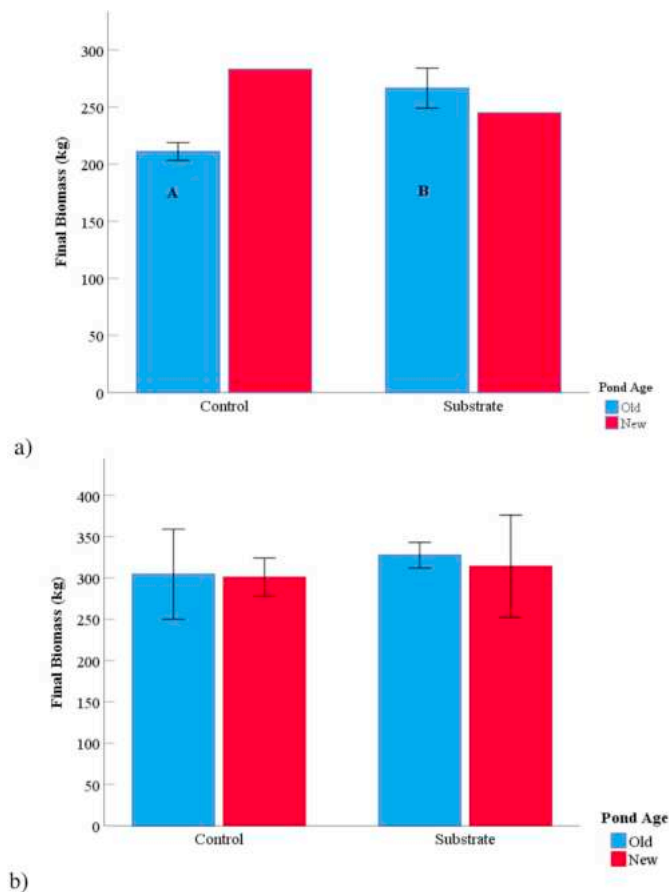 300
250
200
150
100
50
0
Final Biomass (kg)
A
B
Control
Substrate
Pond Age
Old
New
a)
400
350
300
250
200
150
100
50
0
Final Biomass (kg)
Control
Substrate
Pond Age
Old
New
b)